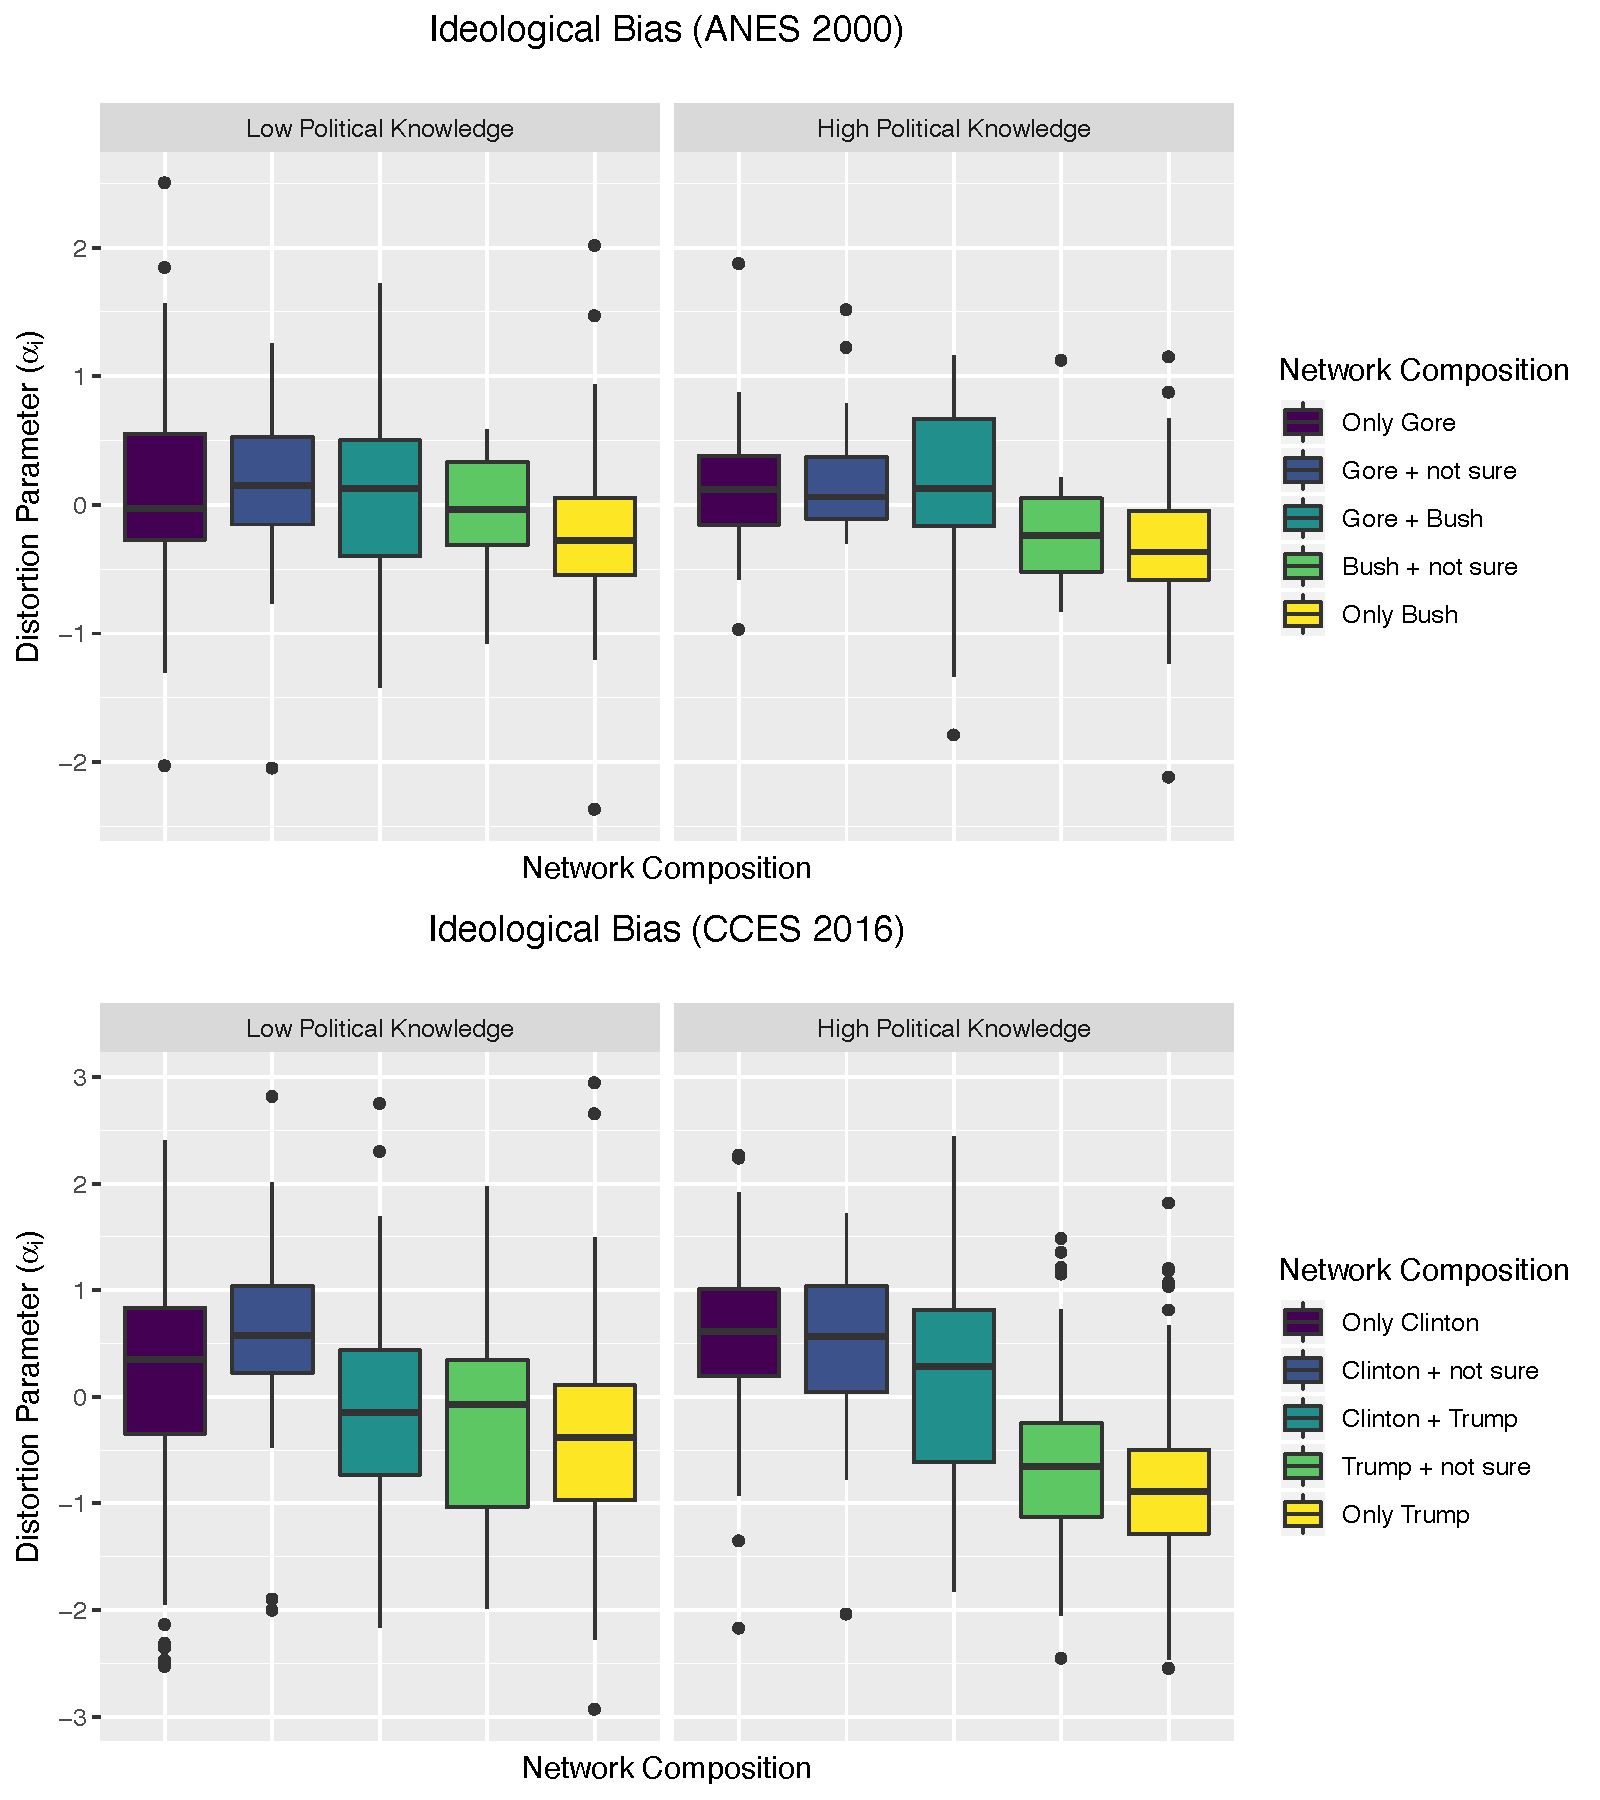 Ideological Bias (ANES 2000)
Low Political Knowledge
High Political Knowledge
Distortion Parameter (αi)
2
1
0
−1
−2
Network Composition
Network Composition
Only Gore
Gore + not sure
Gore + Bush
Bush + not sure
Only Bush
Ideological Bias (CCES 2016)
Low Political Knowledge
High Political Knowledge
Distortion Parameter (αi)
3
2
1
0
−1
−2
−3
Network Composition
Network Composition
Only Clinton
Clinton + not sure
Clinton + Trump
Trump + not sure
Only Trump